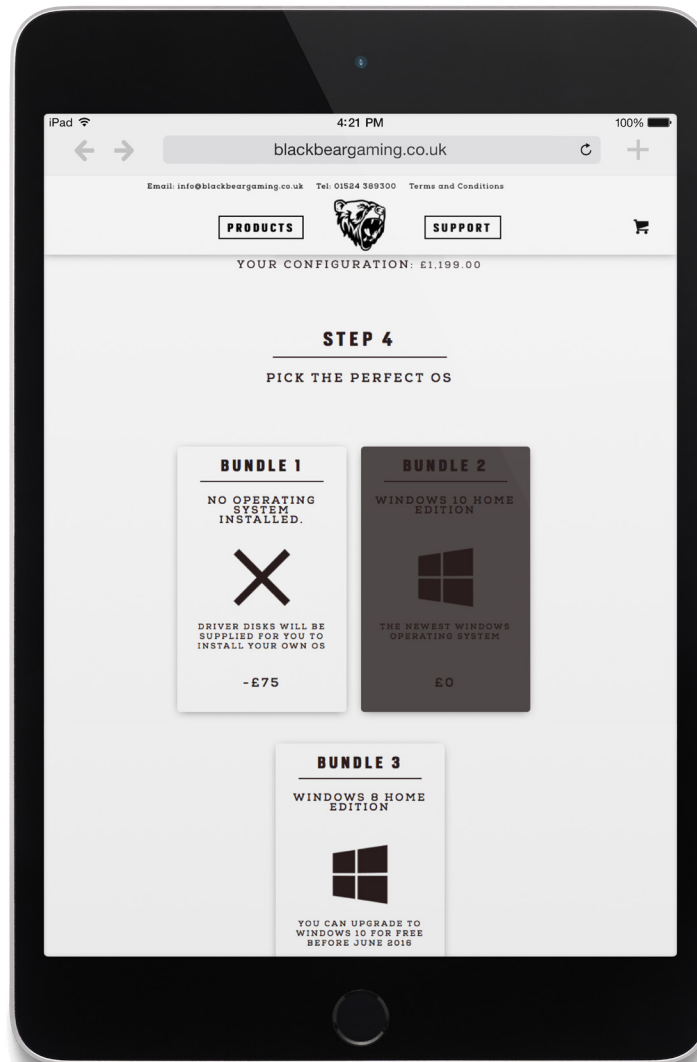 iPad 4:21 PM 100%
blackbeargaming.co.uk
Email: info@blackbeargaming.co.uk Tel: 01524 389300 Terms and Conditions
PRODUCTS SUPPORT
YOUR CONFIGURATION: £1,199.00
STEP 4
PICK THE PERFECT OS
BUNDLE 1
NO OPERATING
SYSTEM
INSTALLED.
DRIVER DISKS WILL BE
SUPPLIED FOR YOU TO
INSTALL YOUR OWN OS
-£75
BUNDLE 2
WINDOWS 10 HOME
EDITION
THE NEWEST WINDOWS
OPERATING SYSTEM
£0
BUNDLE 3
WINDOWS 8 HOME
EDITION
YOU CAN UPGRADE TO
WINDOWS 10 FOR FREE
BEFORE JUNE 2016